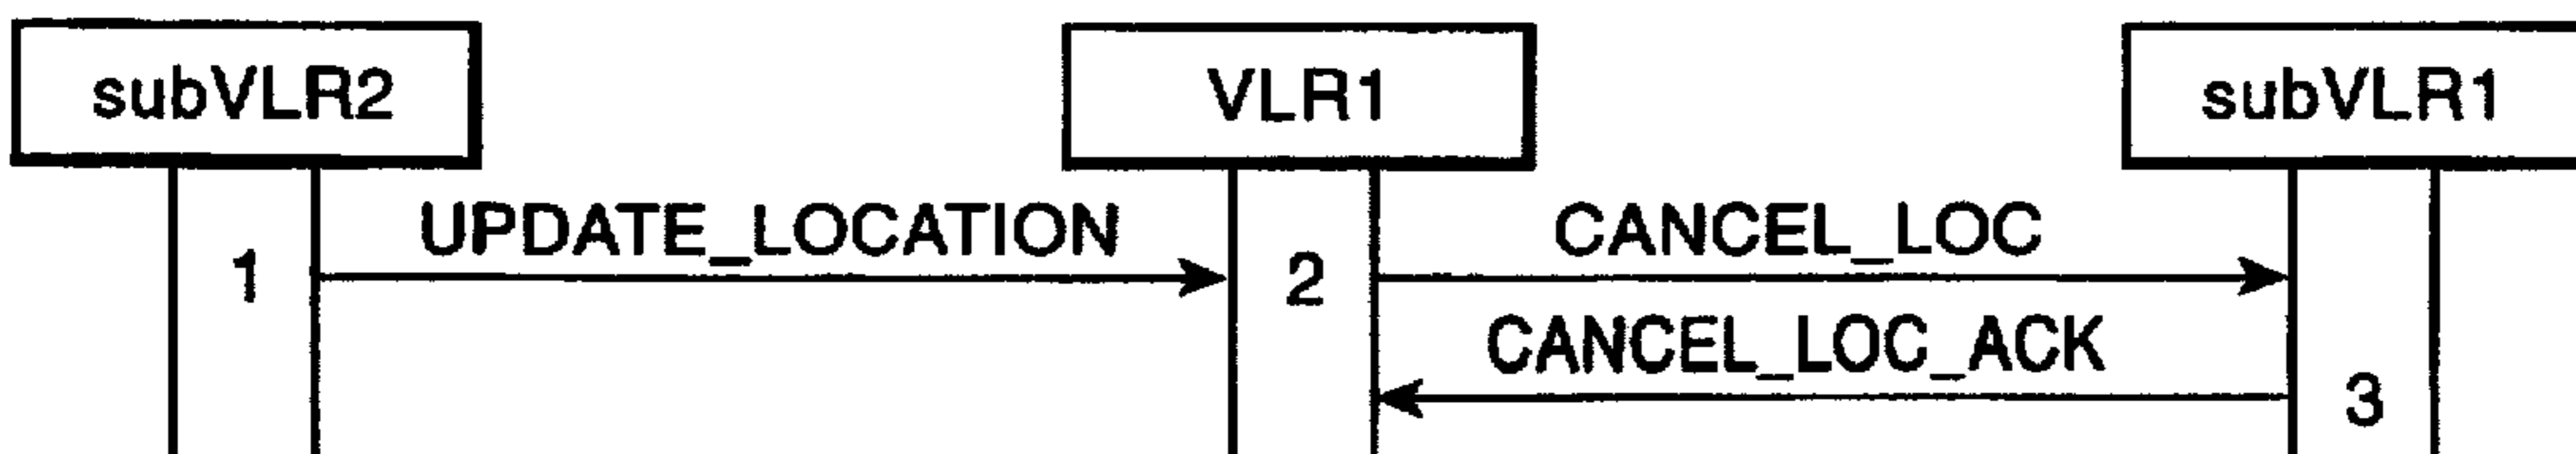 subVLR2 VLR1 subVLR1
UPDATE_LOCATION CANCEL_LOC
1 2
CANCEL_LOC_ACK
3